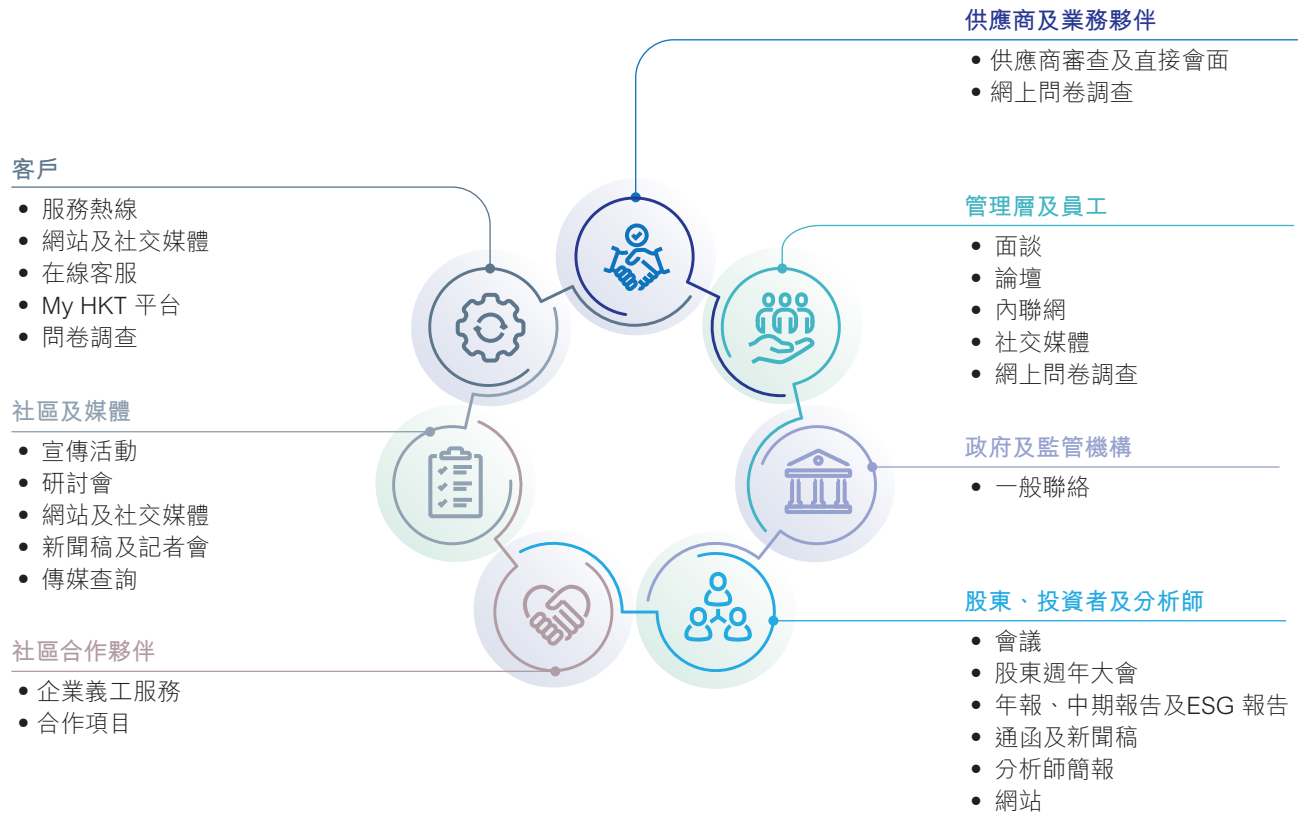 供應商及業務夥伴
• 供應商審查及直接會面
• 網上問卷調查
客戶
• 服務熱線
• 網站及社交媒體
• 在線客服
• My HKT 平台
• 問卷調查
管理層及員工
• 面談
• 論壇
• 內聯網
• 社交媒體
• 網上問卷調查
社區及媒體
• 宣傳活動
• 研討會
• 網站及社交媒體
• 新聞稿及記者會
• 傳媒查詢
政府及監管機構
• 一般聯絡
社區合作夥伴
• 企業義工服務
• 合作項目
股東、投資者及分析師
• 會議
• 股東週年大會
• 年報、中期報告及ESG 報告
• 通函及新聞稿
• 分析師簡報
• 網站